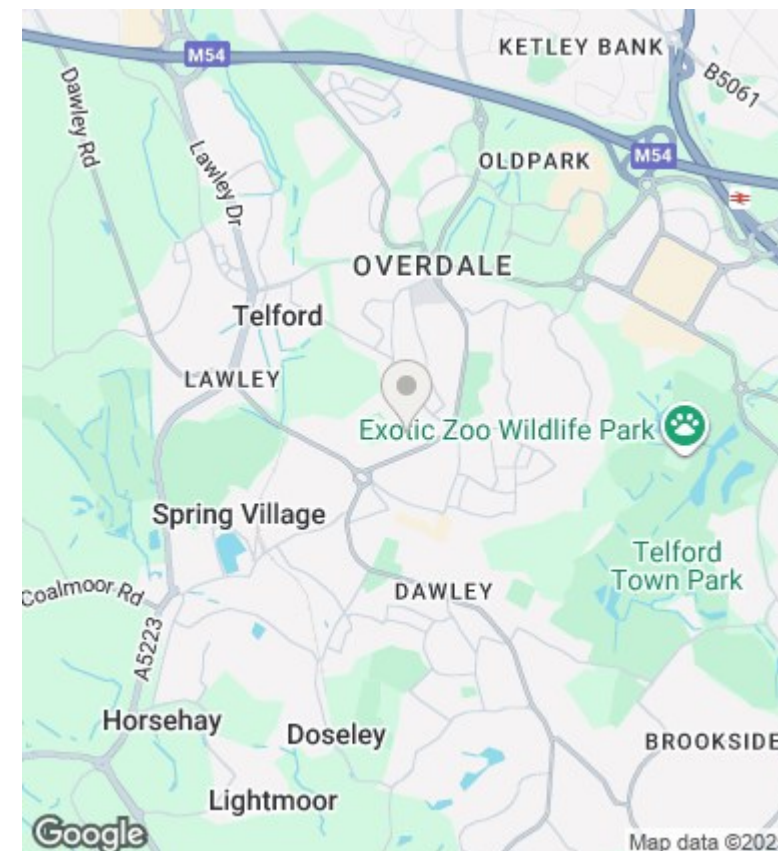 KETLEY BANK
M54
B5061
Dawley Rd
Lawley Dr
OLDPARK
M54
OVERDALE
Telford
LAWLEY
Exotic Zoo Wildlife Park
Spring Village
Telford
Town Park
Coalmoor Rd
DAWLEY
A5223
Horsehay
Doseley
BROOKSIDE
Lightmoor
Google
Map data ©202